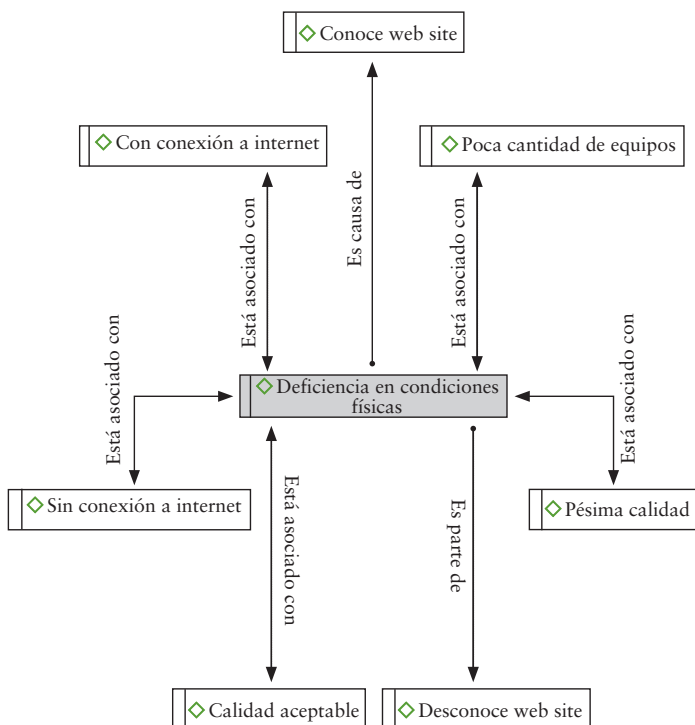 Conoce web site
Con conexión a internet
Poca cantidad de equipos
Es causa de
Está asociado con
Está asociado con
Está asociado con
Está asociado con
Deficiencia en condiciones
físicas
Sin conexión a internet
Está asociado con
Es parte de
Pésima calidad
Calidad aceptable
Desconoce web site